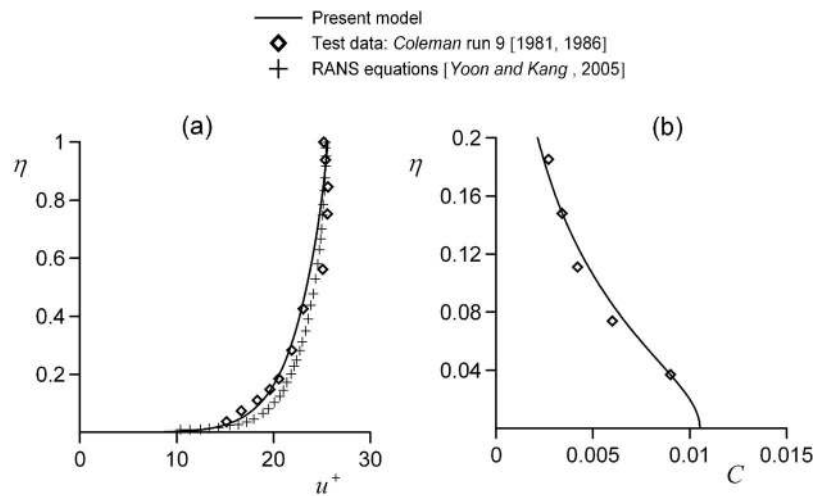 Present model
Test data: Coleman run 9 [1981, 1986]
RANS equations [Yoon and Kang , 2005]
(a)
η
1
0.8
0.6
0.4
0.2
0
10
20
30
u⁺
(b)
η
0.2
0.16
0.12
0.08
0.04
0
0.005
0.01
0.015
C